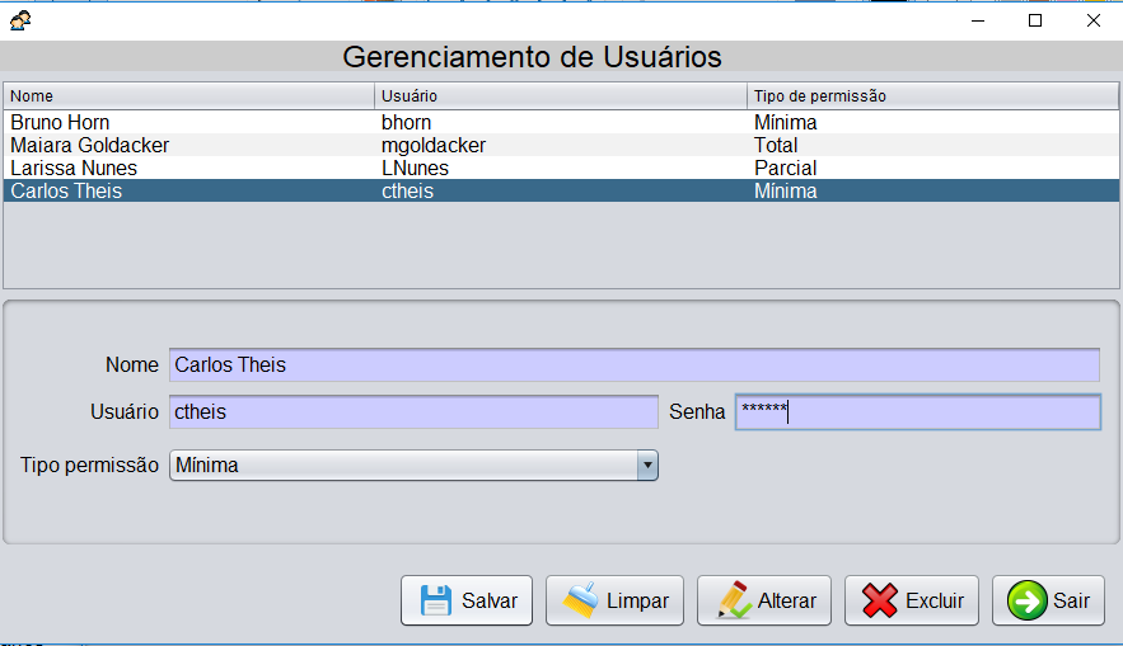 Gerenciamento de Usuários
Nome Usuário Tipo de permissão
Bruno Horn bhorn Mínima
Maiara Goldacker mgoldacker Total
Larissa Nunes LNunes Parcial
Carlos Theis ctheis Mínima
Nome Carlos Theis
Usuário ctheis Senha ******
Tipo permissão Mínima
Salvar Limpar Alterar Excluir Sair